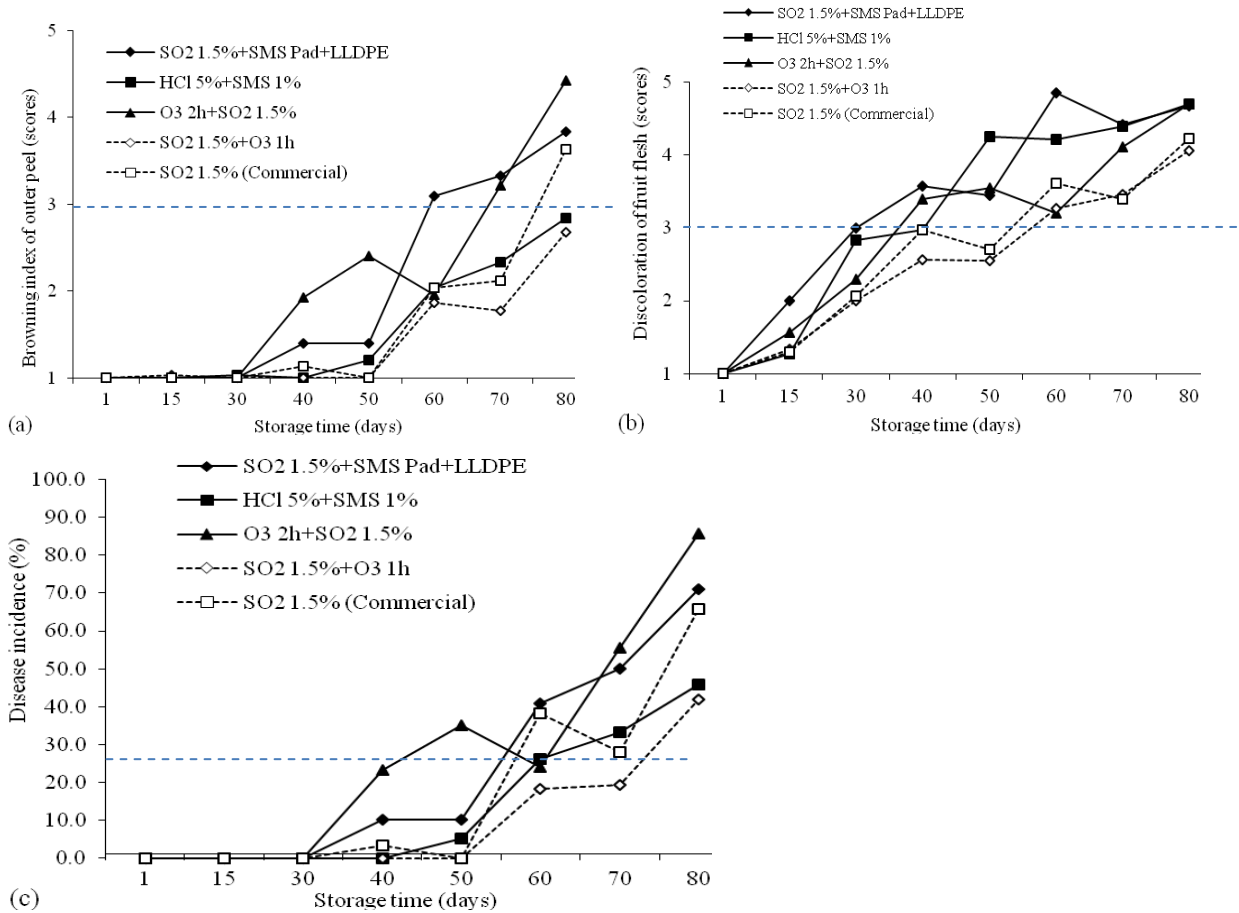 5
4
3
2
1
Browning index of outer peel (scores)
SO2 1.5%+SMS Pad+LLDPE
HCl 5%+SMS 1%
O3 2h+SO2 1.5%
SO2 1.5%+O3 1h
SO2 1.5% (Commercial)
1 15 30 40 50 60 70 80
Storage time (days)
(a)
SO2 1.5%+SMS Pad+LLDPE
HCl 5%+SMS 1%
O3 2h+SO2 1.5%
SO2 1.5%+O3 1h
SO2 1.5% (Commercial)
5
4
3
2
1
Discoloration of fruit flesh (scores)
1 15 30 40 50 60 70 80
Storage time (days)
(b)
SO2 1.5%+SMS Pad+LLDPE
HCl 5%+SMS 1%
O3 2h+SO2 1.5%
SO2 1.5%+O3 1h
SO2 1.5% (Commercial)
100.0
90.0
80.0
70.0
60.0
50.0
40.0
30.0
20.0
10.0
0.0
Disease incidence (%)
1 15 30 40 50 60 70 80
Storage time (days)
(c)